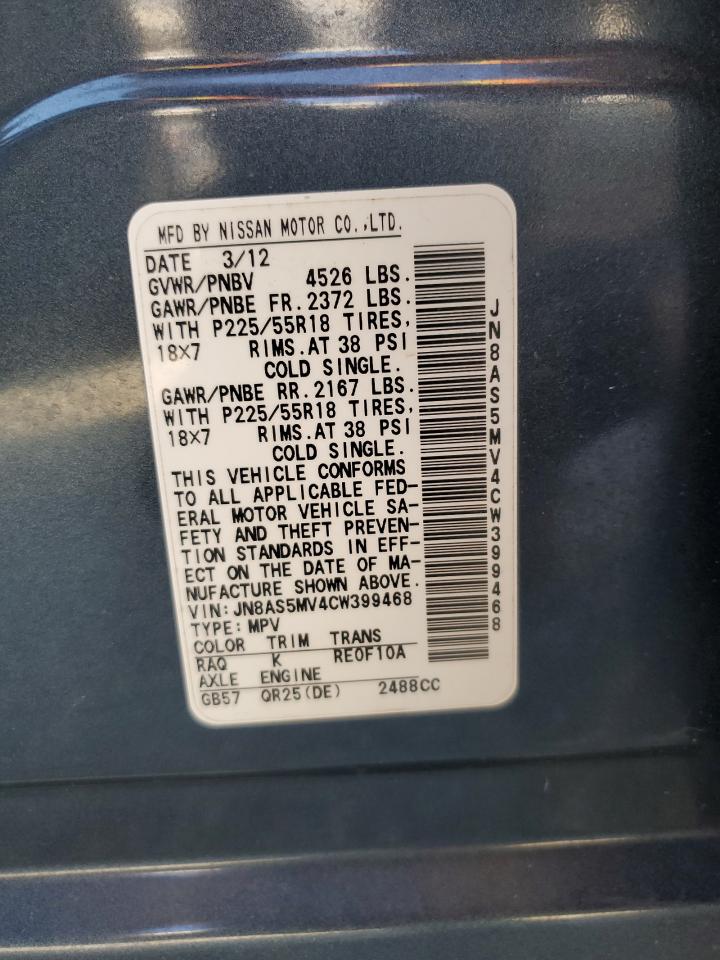 MFD BY NISSAN MOTOR CO.,LTD.
DATE 3/12
GVWR/PNBV 4526 LBS.
GAWR/PNBE FR. 2372 LBS.
WITH P225/55R18 TIRES,
18X7 RIMS. AT 38 PSI
COLD SINGLE.
GAWR/PNBE RR. 2167 LBS.
WITH P225/55R18 TIRES,
18X7 RIMS. AT 38 PSI
COLD SINGLE.
THIS VEHICLE CONFORMS
TO ALL APPLICABLE FED-
ERAL MOTOR VEHICLE SA-
FETY AND THEFT PREVEN-
TION STANDARDS IN EFF-
ECT ON THE DATE OF MA-
NUFACTURE SHOWN ABOVE.
VIN: JN8AS5MV4CW399468
TYPE: MPV
COLOR TRIM TRANS
RAQ K RE0F10A
AXLE ENGINE
GB57 QR25(DE) 2488CC
JN8AS5MV4CW399468